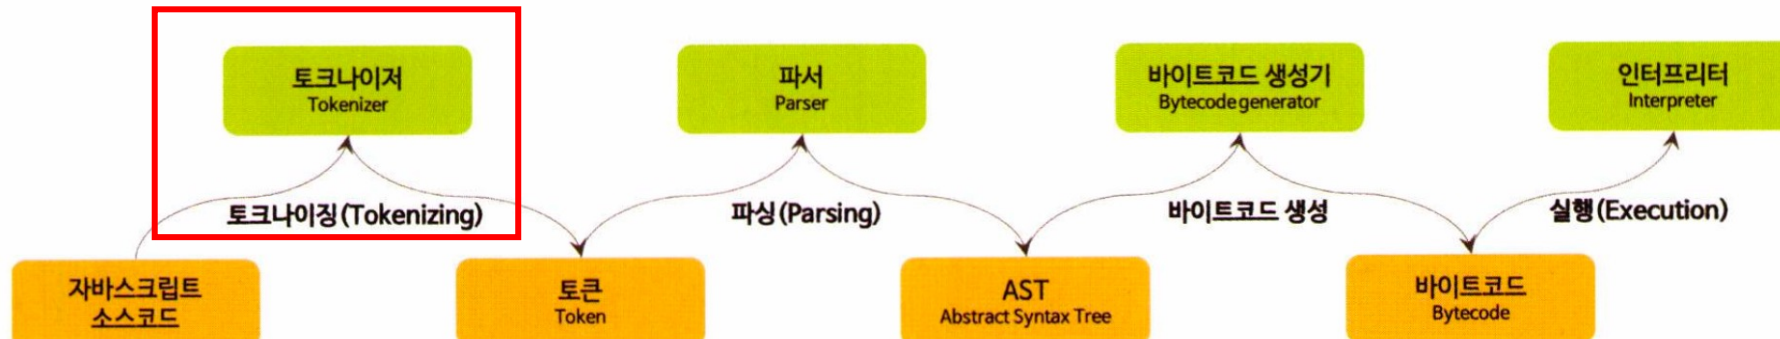 토크나이저
Tokenizer
파서
Parser
바이트코드 생성기
Bytecode generator
인터프리터
Interpreter
토크나이징(Tokenizing)
파싱(Parsing)
바이트코드 생성
실행(Execution)
자바스크립트
소스코드
토큰
Token
AST
Abstract Syntax Tree
바이트코드
Bytecode